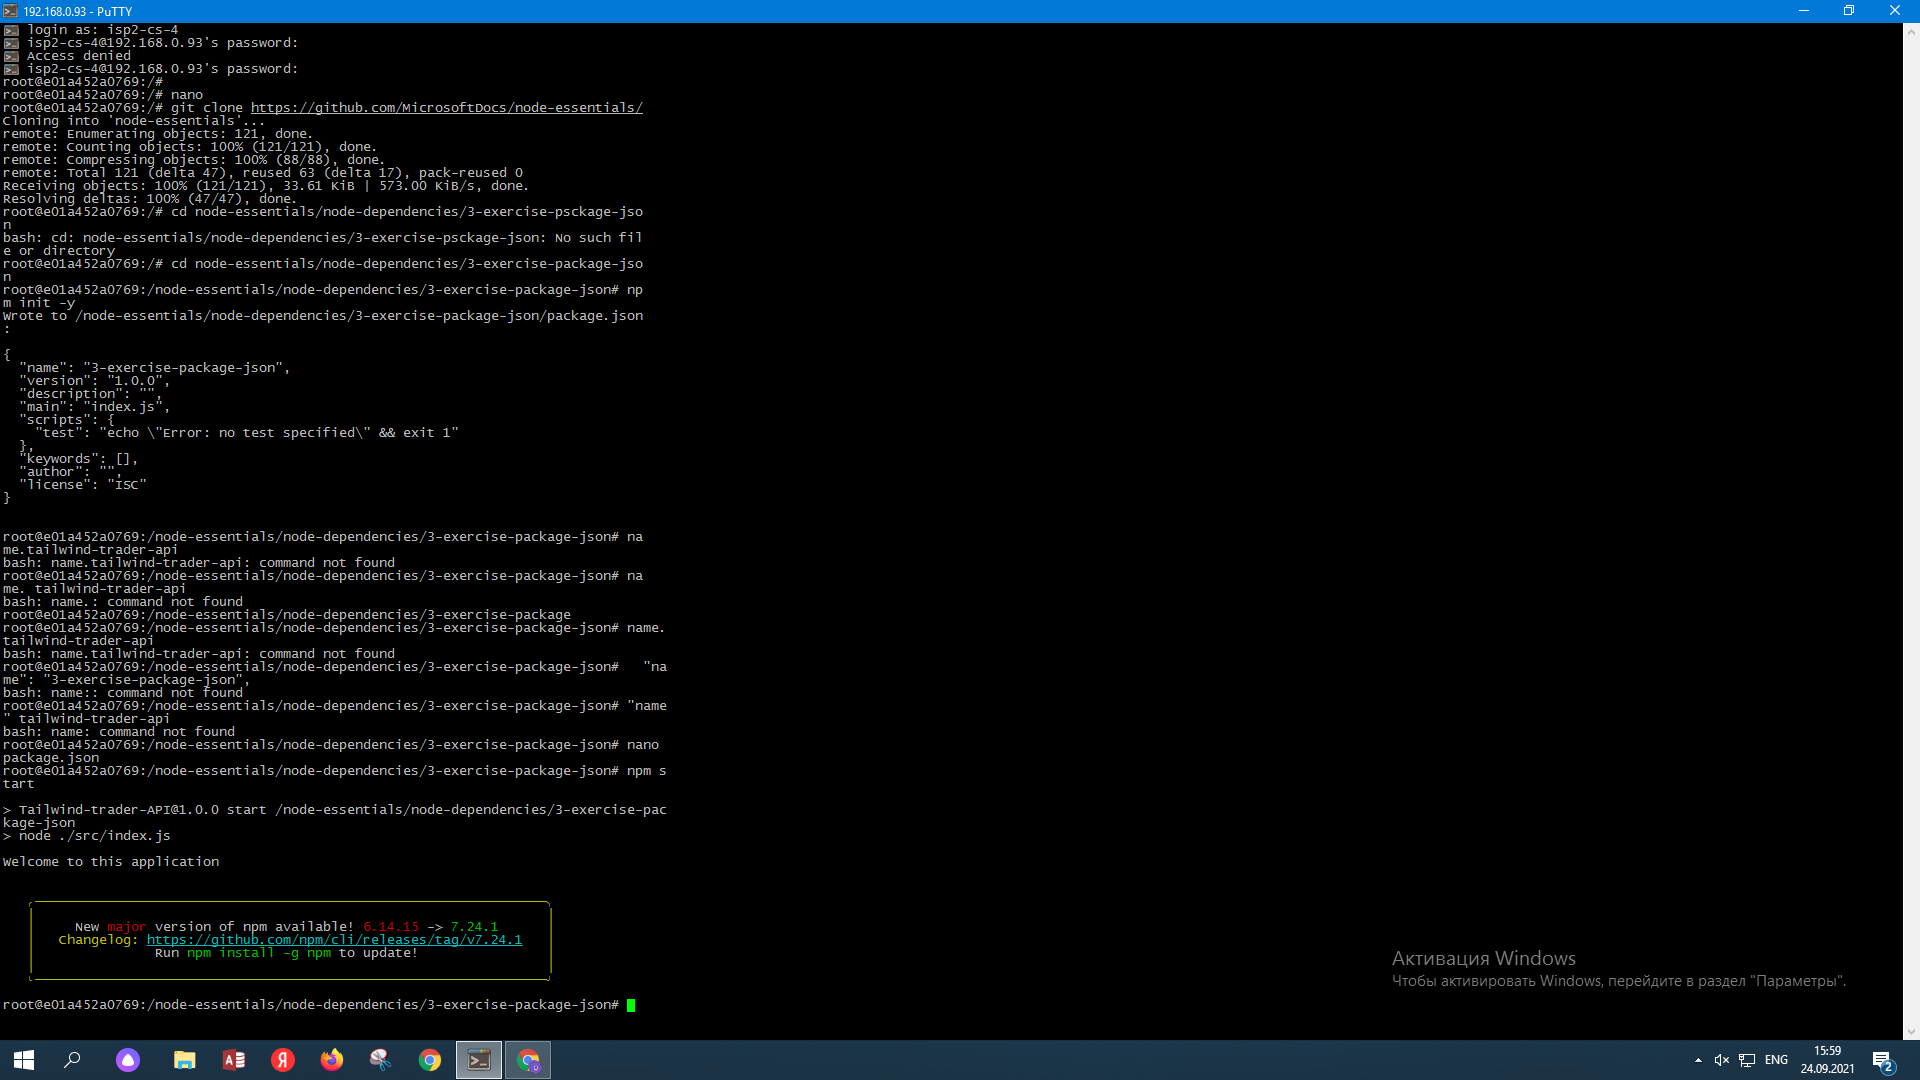 192.168.0.93 - PuTTY
login as: isp2-cs-4
isp2-cs-4@192.168.0.93's password:
Access denied
isp2-cs-4@192.168.0.93's password:
root@e01a452a0769:/#
root@e01a452a0769:/# nano
root@e01a452a0769:/# git clone https://github.com/MicrosoftDocs/node-essentials/
Cloning into 'node-essentials'...
remote: Enumerating objects: 121, done.
remote: Counting objects: 100% (121/121), done.
remote: Compressing objects: 100% (88/88), done.
remote: Total 121 (delta 47), reused 63 (delta 17), pack-reused 0
Receiving objects: 100% (121/121), 33.61 KiB | 573.00 KiB/s, done.
Resolving deltas: 100% (47/47), done.
root@e01a452a0769:/# cd node-essentials/node-dependencies/3-exercise-psckage-jso
n
bash: cd: node-essentials/node-dependencies/3-exercise-psckage-json: No such fil
e or directory
root@e01a452a0769:/# cd node-essentials/node-dependencies/3-exercise-package-jso
n
root@e01a452a0769:/node-essentials/node-dependencies/3-exercise-package-json# np
m init -y
Wrote to /node-essentials/node-dependencies/3-exercise-package-json/package.json
:
{
"name": "3-exercise-package-json",
"version": "1.0.0",
"description": "",
"main": "index.js",
"scripts": {
"test": "echo \"Error: no test specified\" && exit 1"
},
"keywords": [],
"author": "",
"license": "ISC"
}
root@e01a452a0769:/node-essentials/node-dependencies/3-exercise-package-json# na
me.tailwind-trader-api
bash: name.tailwind-trader-api: command not found
root@e01a452a0769:/node-essentials/node-dependencies/3-exercise-package-json# na
me. tailwind-trader-api
bash: name.: command not found
root@e01a452a0769:/node-essentials/node-dependencies/3-exercise-package
root@e01a452a0769:/node-essentials/node-dependencies/3-exercise-package-json# name.
tailwind-trader-api
bash: name.tailwind-trader-api: command not found
root@e01a452a0769:/node-essentials/node-dependencies/3-exercise-package-json#   "na
me": "3-exercise-package-json",
bash: name:: command not found
root@e01a452a0769:/node-essentials/node-dependencies/3-exercise-package-json# "name
" tailwind-trader-api
bash: name: command not found
root@e01a452a0769:/node-essentials/node-dependencies/3-exercise-package-json# nano
package.json
root@e01a452a0769:/node-essentials/node-dependencies/3-exercise-package-json# npm s
tart
> Tailwind-trader-API@1.0.0 start /node-essentials/node-dependencies/3-exercise-pac
kage-json
> node ./src/index.js
Welcome to this application
New major version of npm available! 6.14.15 -> 7.24.1
Changelog: https://github.com/npm/cli/releases/tag/v7.24.1
Run npm install -g npm to update!
root@e01a452a0769:/node-essentials/node-dependencies/3-exercise-package-json#
Активация Windows
Чтобы активировать Windows, перейдите в раздел "Параметры".
ENG
15:59
24.09.2021
2